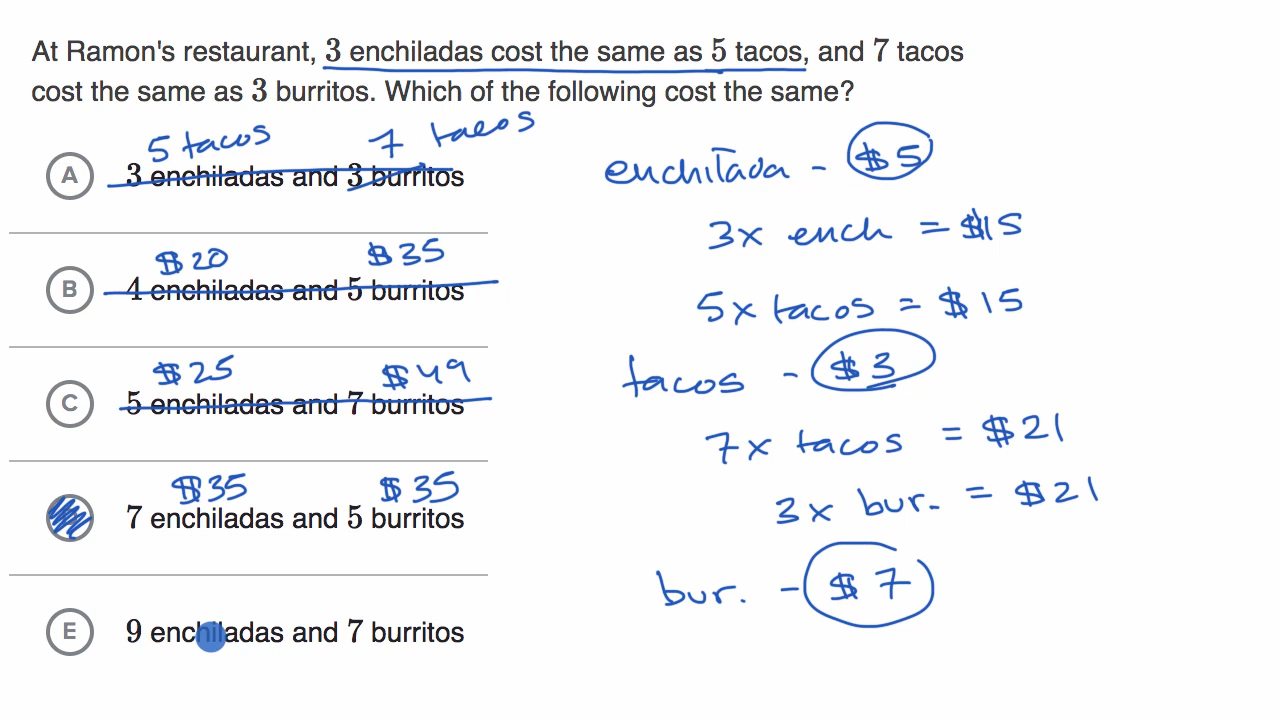 At Ramon's restaurant, 3 enchiladas cost the same as 5 tacos, and 7 tacos
cost the same as 3 burritos. Which of the following cost the same?
5 tacos 7 tacos
A 3 enchiladas and 3 burritos
$20 $35
B 4 enchiladas and 5 burritos
$25 $49
C 5 enchiladas and 7 burritos
$35 $35
7 enchiladas and 5 burritos
E 9 enchiladas and 7 burritos
enchilada - $5
3x ench = $15
5x tacos = $15
tacos - $3
7x tacos = $21
3x bur. = $21
bur. - $7